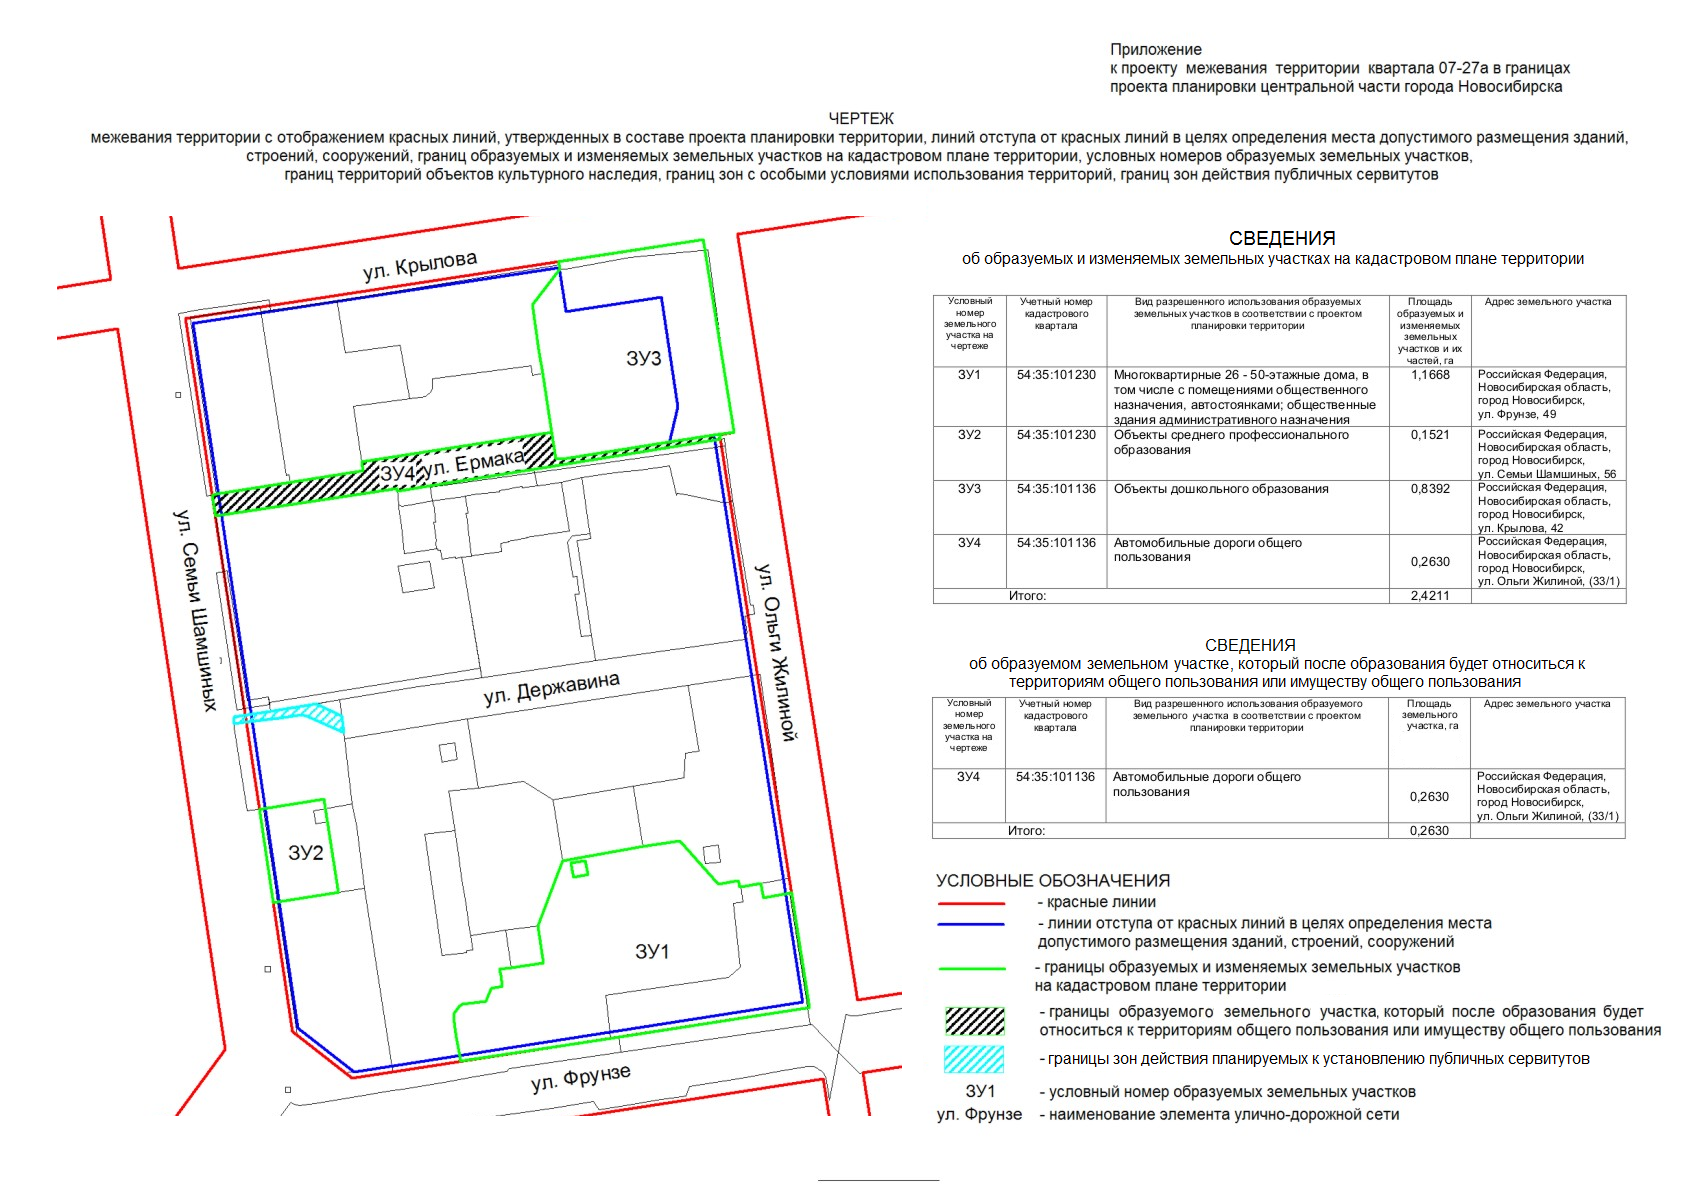 Приложение
к проекту межевания территории квартала 07-27а в границах
проекта планировки центральной части города Новосибирска
ЧЕРТЕЖ
межевания территории с отображением красных линий, утвержденных в составе проекта планировки территории, линий отступа от красных линий в целях определения места допустимого размещения зданий,
строений, сооружений, границ образуемых и изменяемых земельных участков на кадастровом плане территории, условных номеров образуемых земельных участков,
границ территорий объектов культурного наследия, границ зон с особыми условиями использования территорий, границ зон действия публичных сервитутов
ул. Крылова
ЗУ3
ЗУ4
ул. Ермака
ул. Семьи Шамшиных
ул. Ольги Жилиной
ул. Державина
ЗУ2
ЗУ1
ул. Фрунзе
СВЕДЕНИЯ
об образуемых и изменяемых земельных участках на кадастровом плане территории
Условный номер земельного участка на чертеже
Учетный номер кадастрового квартала
Вид разрешенного использования образуемых земельных участков в соответствии с проектом планировки территории
Площадь образуемых и изменяемых земельных участков и их частей, га
Адрес земельного участка
ЗУ1
54:35:101230
Многоквартирные 26 - 50-этажные дома, в
том числе с помещениями общественного
назначения, автостоянками; общественные
здания административного назначения
1,1668
Российская Федерация,
Новосибирская область,
город Новосибирск,
ул. Фрунзе, 49
ЗУ2
54:35:101230
Объекты среднего профессионального
образования
0,1521
Российская Федерация,
Новосибирская область,
город Новосибирск,
ул. Семьи Шамшиных, 56
ЗУ3
54:35:101136
Объекты дошкольного образования
0,8392
Российская Федерация,
Новосибирская область,
город Новосибирск,
ул. Крылова, 42
ЗУ4
54:35:101136
Автомобильные дороги общего
пользования
0,2630
Российская Федерация,
Новосибирская область,
город Новосибирск,
ул. Ольги Жилиной, (33/1)
Итого:
2,4211
СВЕДЕНИЯ
об образуемом земельном участке, который после образования будет относиться к
территориям общего пользования или имуществу общего пользования
Условный номер земельного участка на чертеже
Учетный номер кадастрового квартала
Вид разрешенного использования образуемого земельного участка в соответствии с проектом планировки территории
Площадь земельного участка, га
Адрес земельного участка
ЗУ4
54:35:101136
Автомобильные дороги общего
пользования
0,2630
Российская Федерация,
Новосибирская область,
город Новосибирск,
ул. Ольги Жилиной, (33/1)
Итого:
0,2630
УСЛОВНЫЕ ОБОЗНАЧЕНИЯ
- красные линии
- линии отступа от красных линий в целях определения места
допустимого размещения зданий, строений, сооружений
- границы образуемых и изменяемых земельных участков
на кадастровом плане территории
- границы образуемого земельного участка, который после образования будет
относиться к территориям общего пользования или имуществу общего пользования
- границы зон действия планируемых к установлению публичных сервитутов
ЗУ1 - условный номер образуемых земельных участков
ул. Фрунзе - наименование элемента улично-дорожной сети